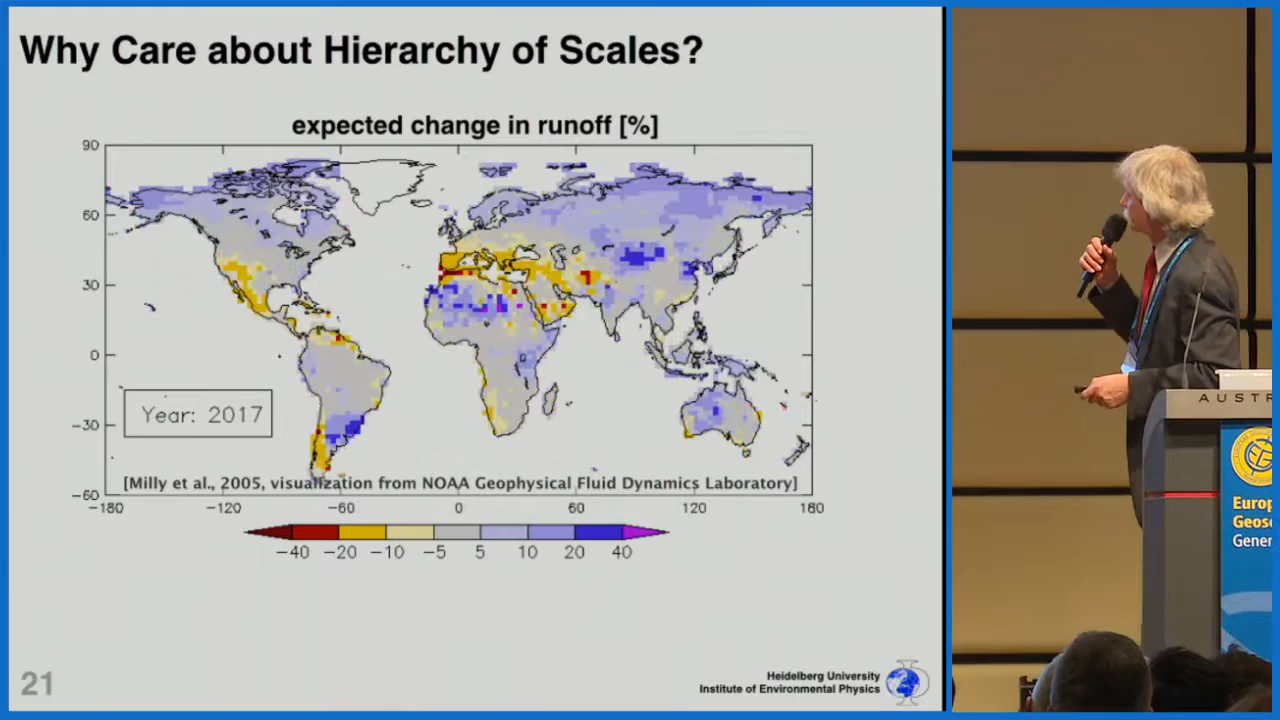 Why Care about Hierarchy of Scales?
expected change in runoff [%]
90
60
30
0
−30
−60
Year: 2017
[Milly et al., 2005, visualization from NOAA Geophysical Fluid Dynamics Laboratory]
−180 −120 −60 0 60 120 180
−40 −20 −10 −5 5 10 20 40
21
Heidelberg University
Institute of Environmental Physics
AUSTR
Europ
Geosc
Gener